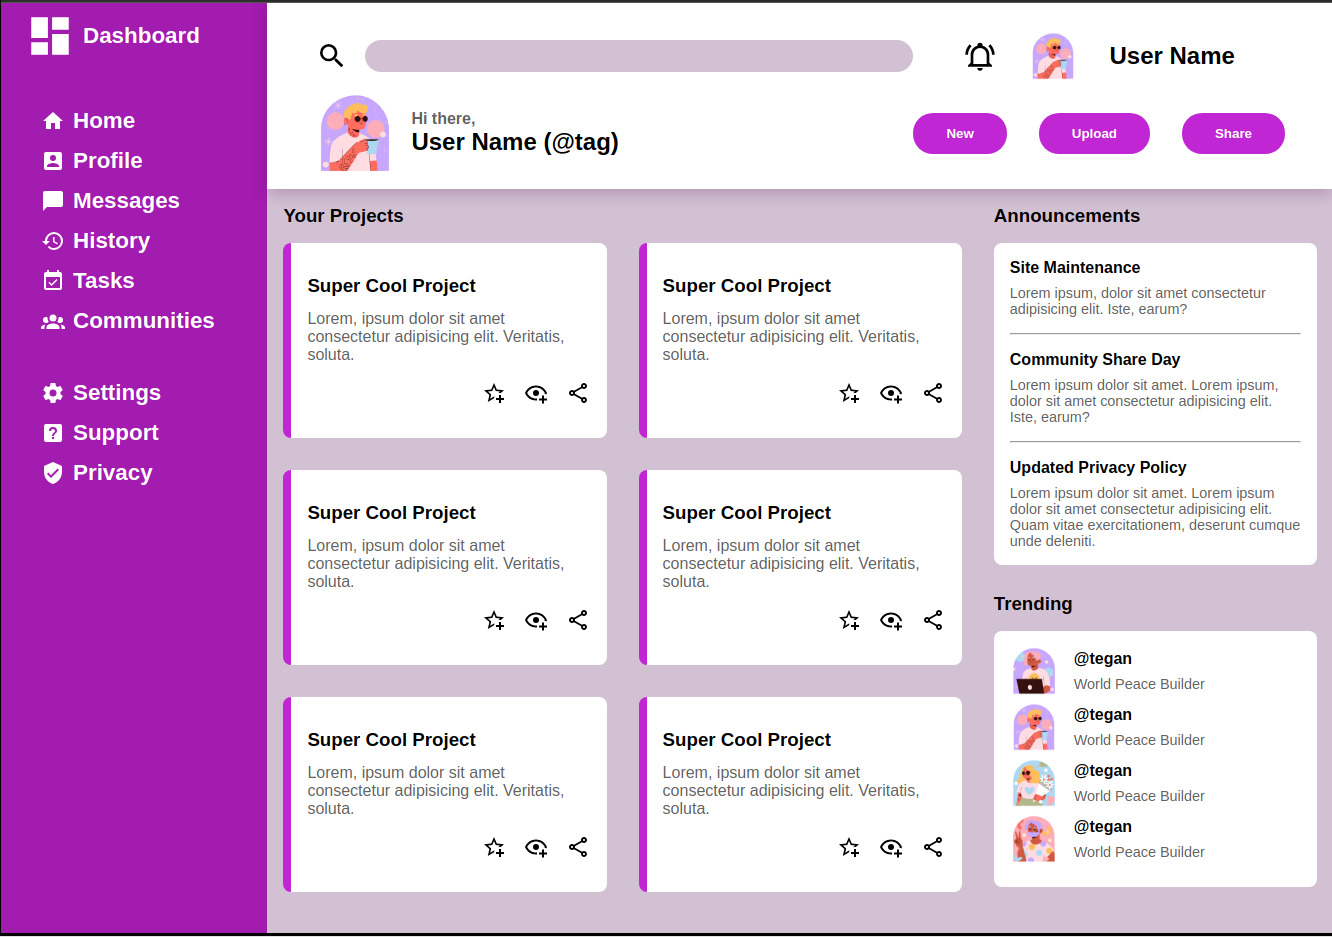 Dashboard
Home
Profile
Messages
History
Tasks
Communities
Settings
Support
Privacy
User Name
Hi there,
User Name (@tag)
New
Upload
Share
Your Projects
Super Cool Project
Lorem, ipsum dolor sit amet
consectetur adipisicing elit. Veritatis,
soluta.
Super Cool Project
Lorem, ipsum dolor sit amet
consectetur adipisicing elit. Veritatis,
soluta.
Super Cool Project
Lorem, ipsum dolor sit amet
consectetur adipisicing elit. Veritatis,
soluta.
Super Cool Project
Lorem, ipsum dolor sit amet
consectetur adipisicing elit. Veritatis,
soluta.
Super Cool Project
Lorem, ipsum dolor sit amet
consectetur adipisicing elit. Veritatis,
soluta.
Super Cool Project
Lorem, ipsum dolor sit amet
consectetur adipisicing elit. Veritatis,
soluta.
Announcements
Site Maintenance
Lorem ipsum, dolor sit amet consectetur
adipisicing elit. Iste, earum?
Community Share Day
Lorem ipsum dolor sit amet. Lorem ipsum,
dolor sit amet consectetur adipisicing elit.
Iste, earum?
Updated Privacy Policy
Lorem ipsum dolor sit amet. Lorem ipsum
dolor sit amet consectetur adipisicing elit.
Quam vitae exercitationem, deserunt cumque
unde deleniti.
Trending
@tegan
World Peace Builder
@tegan
World Peace Builder
@tegan
World Peace Builder
@tegan
World Peace Builder